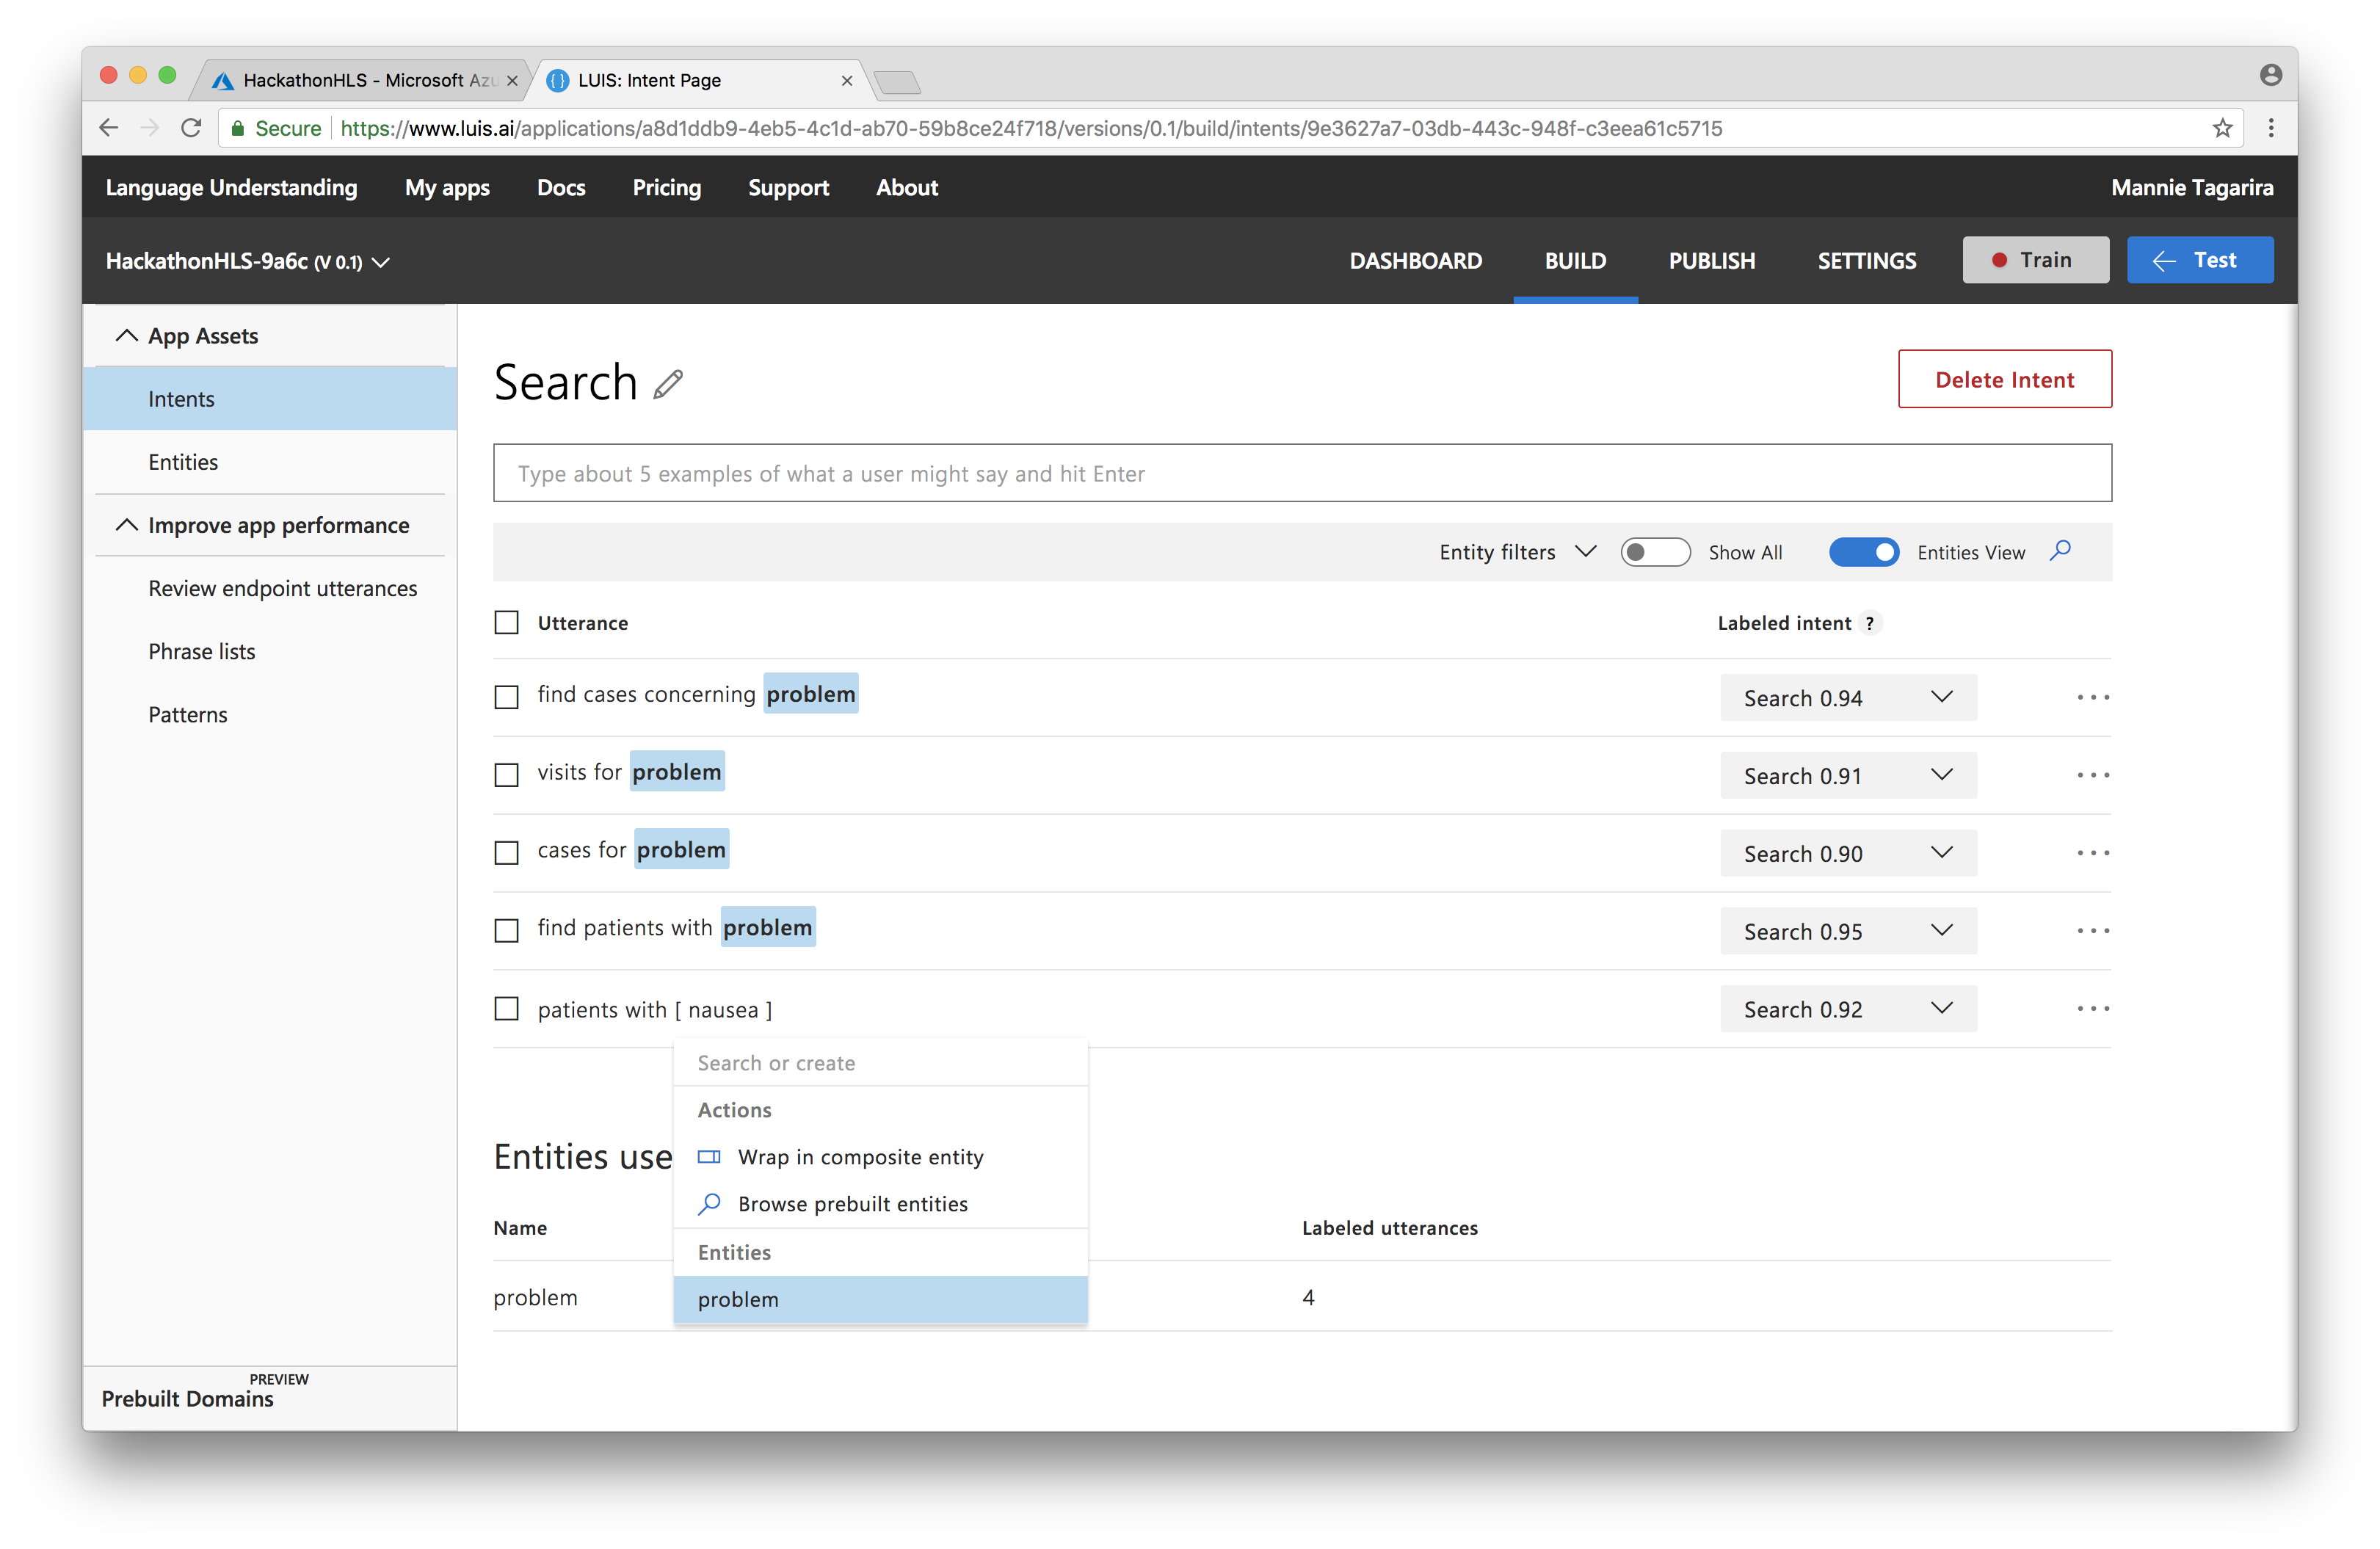 HackathonHLS - Microsoft Azu
LUIS: Intent Page
Secure https://www.luis.ai/applications/a8d1ddb9-4eb5-4c1d-ab70-59b8ce24f718/versions/0.1/build/intents/9e3627a7-03db-443c-948f-c3eea61c5715
Language Understanding My apps Docs Pricing Support About Mannie Tagarira
HackathonHLS-9a6c (V 0.1) DASHBOARD BUILD PUBLISH SETTINGS Train Test
App Assets
Intents
Entities
Improve app performance
Review endpoint utterances
Phrase lists
Patterns
PREVIEW
Prebuilt Domains
Search
Delete Intent
Type about 5 examples of what a user might say and hit Enter
Entity filters Show All Entities View
Utterance Labeled intent ?
find cases concerning problem Search 0.94
visits for problem Search 0.91
cases for problem Search 0.90
find patients with problem Search 0.95
patients with [ nausea ] Search 0.92
Search or create
Actions
Wrap in composite entity
Browse prebuilt entities
Entities
problem
Entities use
Name Labeled utterances
problem 4